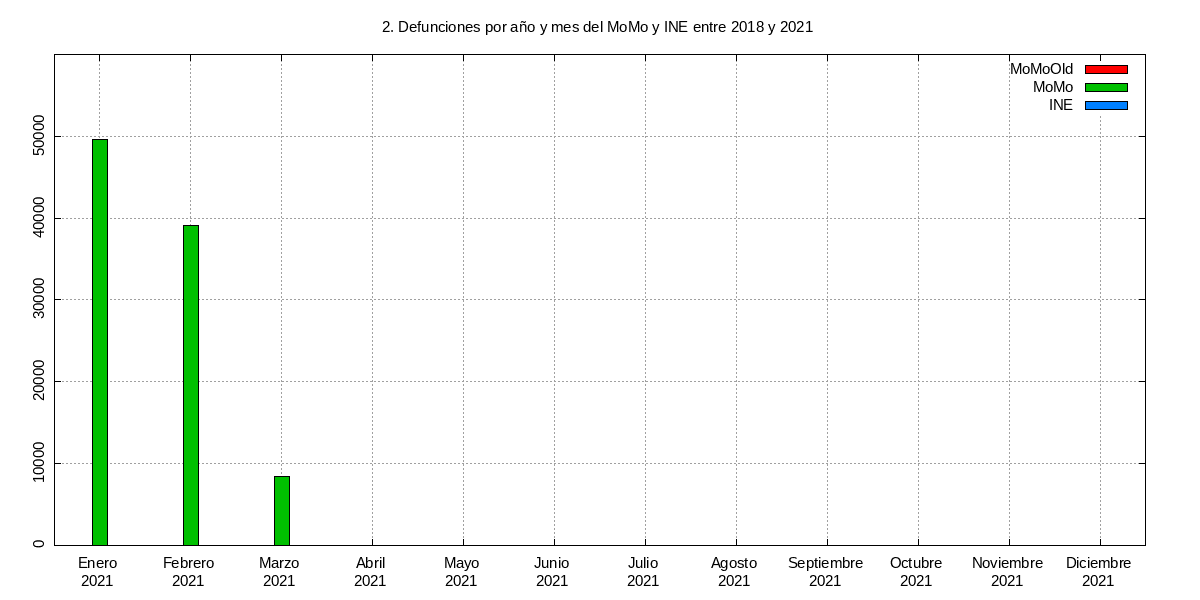 2. Defunciones por año y mes del MoMo y INE entre 2018 y 2021
MoMoOld
MoMo
INE
50000
40000
30000
20000
10000
0
Enero Febrero Marzo Abril Mayo Junio Julio Agosto Septiembre Octubre Noviembre Diciembre
2021 2021 2021 2021 2021 2021 2021 2021 2021 2021 2021 2021